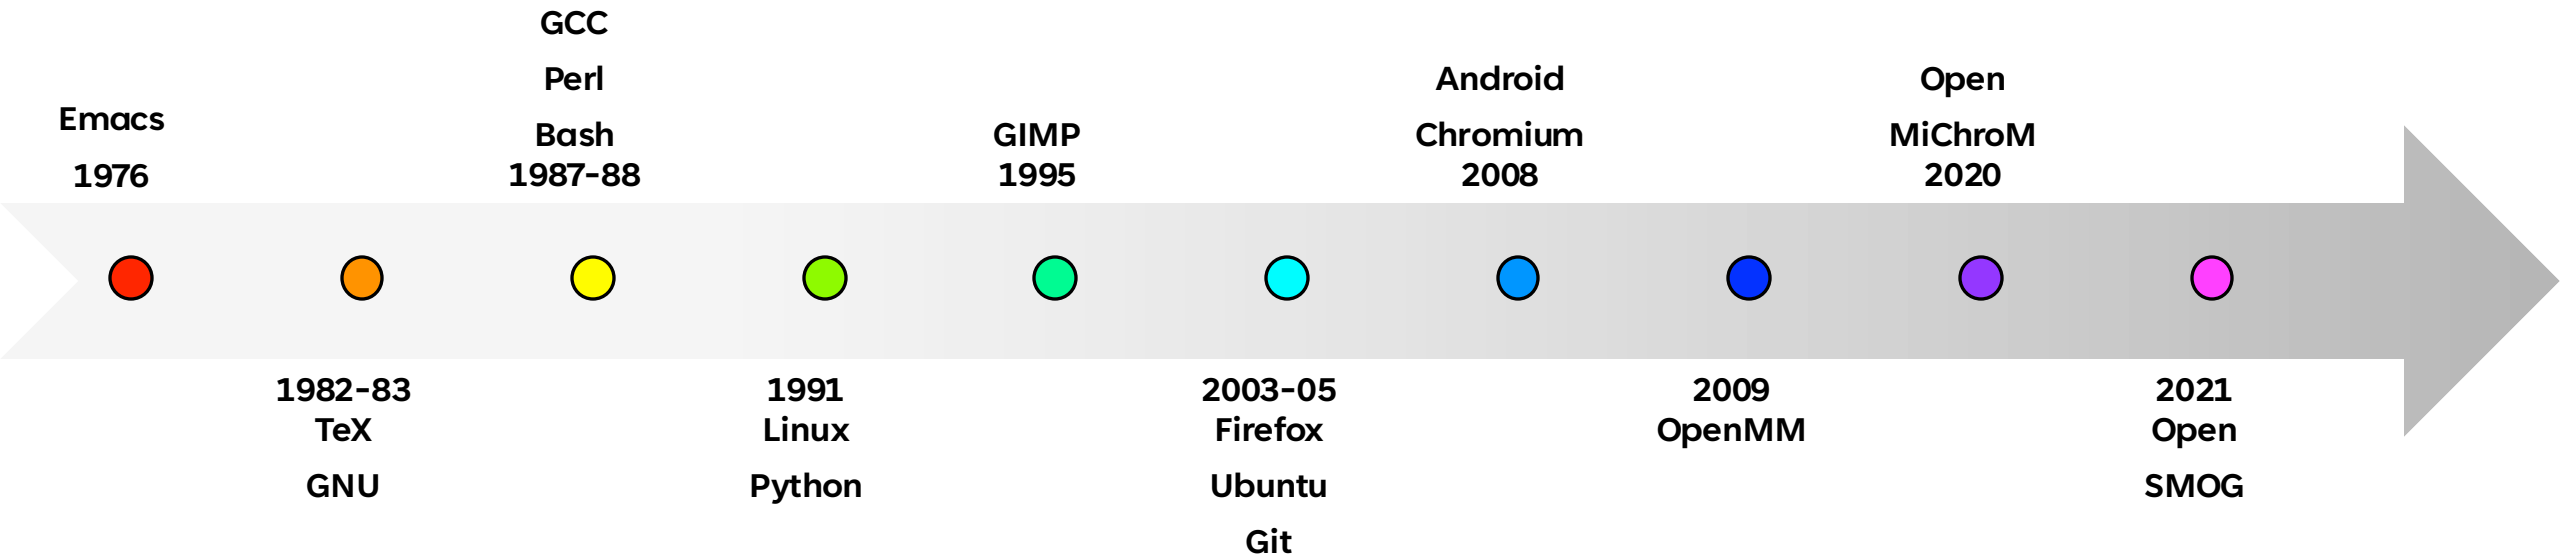 Emacs
1976
1982-83
TeX
GNU
GCC
Perl
Bash
1987-88
1991
Linux
Python
GIMP
1995
2003-05
Firefox
Ubuntu
Git
Android
Chromium
2008
2009
OpenMM
Open
MiChroM
2020
2021
Open
SMOG